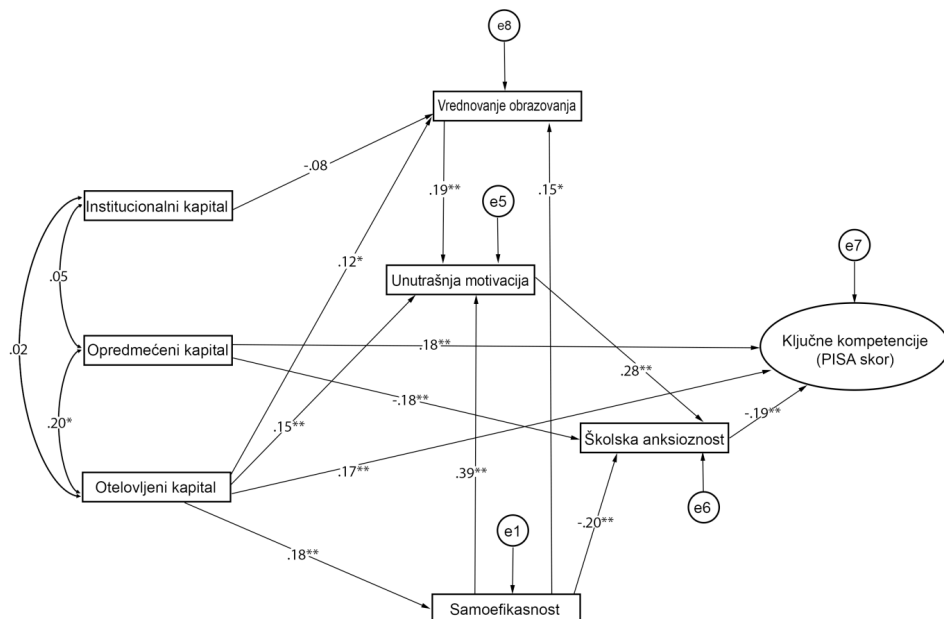 e8
Vrednovanje obrazovanja
-.08
.19**
.15*
Institucionalni kapital
e5
.12*
e7
.05
Unutrašnja motivacija
.02
Opredmećeni kapital
.18**
Ključne kompetencije
(PISA skor)
.28**
-.18**
-.19**
.20*
.15**
Školska anksioznost
.17**
.39**
Otelovljeni kapital
e6
-.20**
e1
.18**
Samoefikasnost